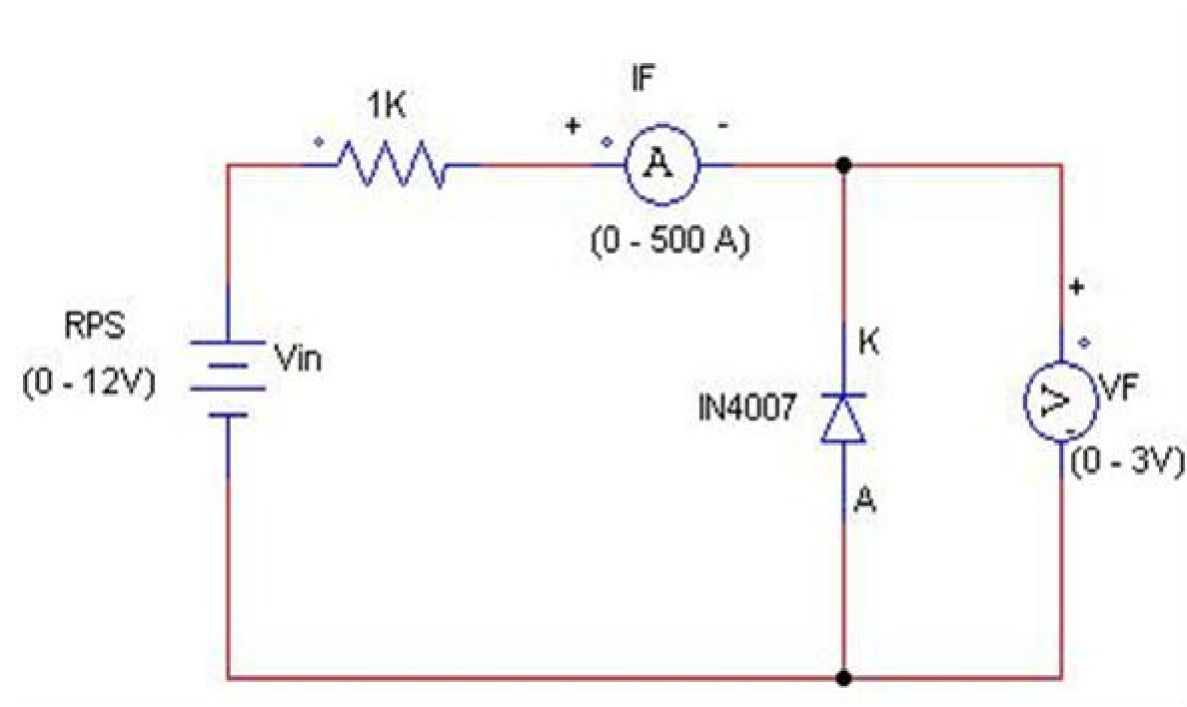 IF
1K
+
-
A
(0 - 500 A)
+
RPS
Vin
(0 - 12V)
K
IN4007
V
VF
-
(0 - 3V)
A